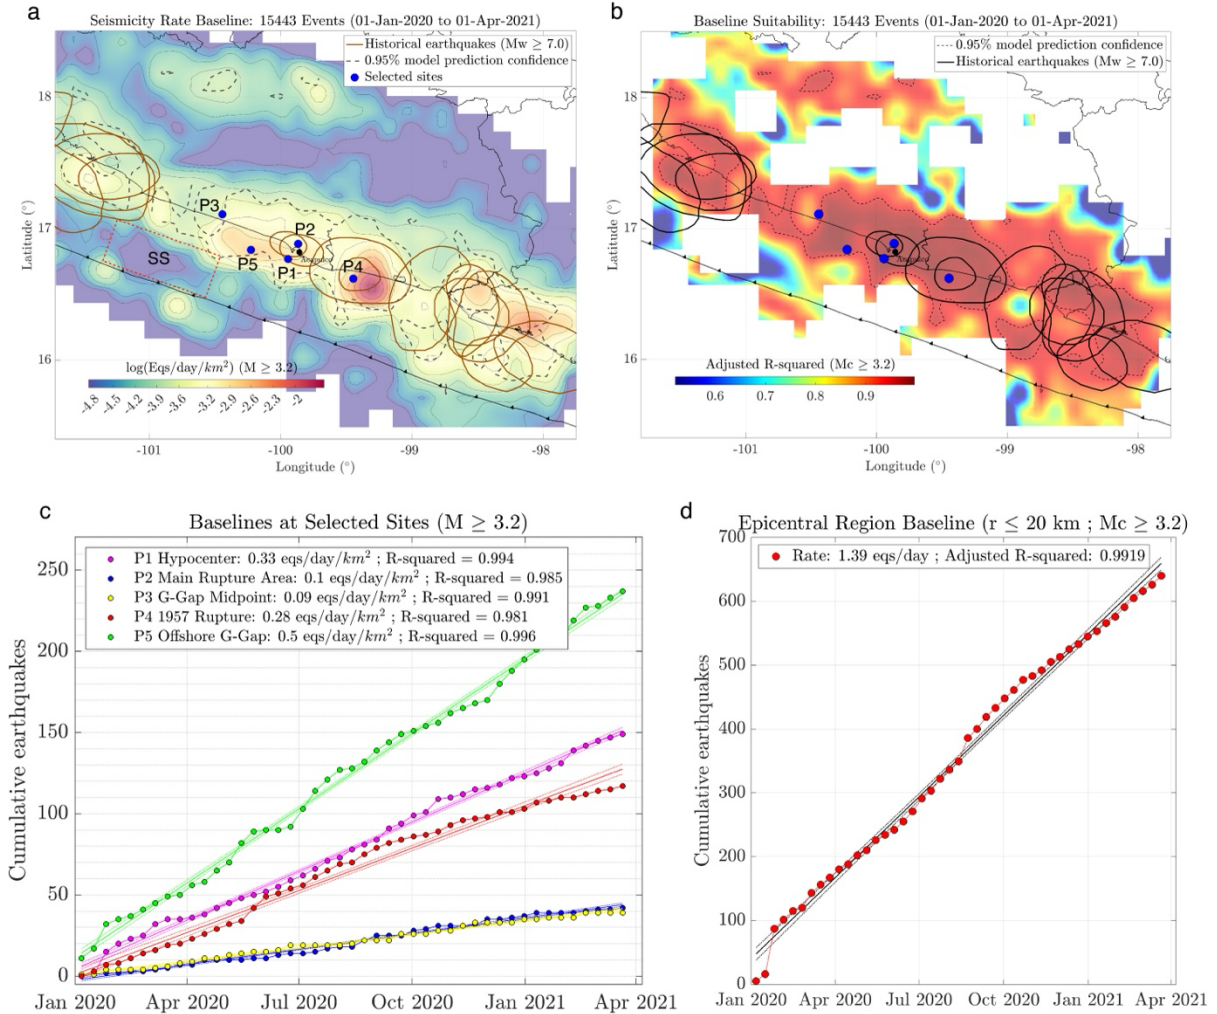 a
Seismicity Rate Baseline: 15443 Events (01-Jan-2020 to 01-Apr-2021)
Historical earthquakes (Mw ≥ 7.0)
0.95% model prediction confidence
Selected sites
18
17
16
Latitude (°)
P3
P2
SS
P5
P1
P4
Acapulco
log(Eqs/day/km²) (M ≥ 3.2)
-4.8 -4.5 -4.2 -3.9 -3.6 -3.2 -2.9 -2.6 -2.3 -2
-101 -100 -99 -98
Longitude (°)
b
Baseline Suitability: 15443 Events (01-Jan-2020 to 01-Apr-2021)
0.95% model prediction confidence
Historical earthquakes (Mw ≥ 7.0)
18
17
16
Latitude (°)
Acapulco
Adjusted R-squared (Mc ≥ 3.2)
0.6 0.7 0.8 0.9
-101 -100 -99 -98
Longitude (°)
c
Baselines at Selected Sites (M ≥ 3.2)
P1 Hypocenter: 0.33 eqs/day/km² ; R-squared = 0.994
P2 Main Rupture Area: 0.1 eqs/day/km² ; R-squared = 0.985
P3 G-Gap Midpoint: 0.09 eqs/day/km² ; R-squared = 0.991
P4 1957 Rupture: 0.28 eqs/day/km² ; R-squared = 0.981
P5 Offshore G-Gap: 0.5 eqs/day/km² ; R-squared = 0.996
250
200
150
100
50
0
Cumulative earthquakes
Jan 2020 Apr 2020 Jul 2020 Oct 2020 Jan 2021 Apr 2021
d
Epicentral Region Baseline (r ≤ 20 km ; Mc ≥ 3.2)
Rate: 1.39 eqs/day ; Adjusted R-squared: 0.9919
700
600
500
400
300
200
100
0
Cumulative earthquakes
Jan 2020 Apr 2020 Jul 2020 Oct 2020 Jan 2021 Apr 2021